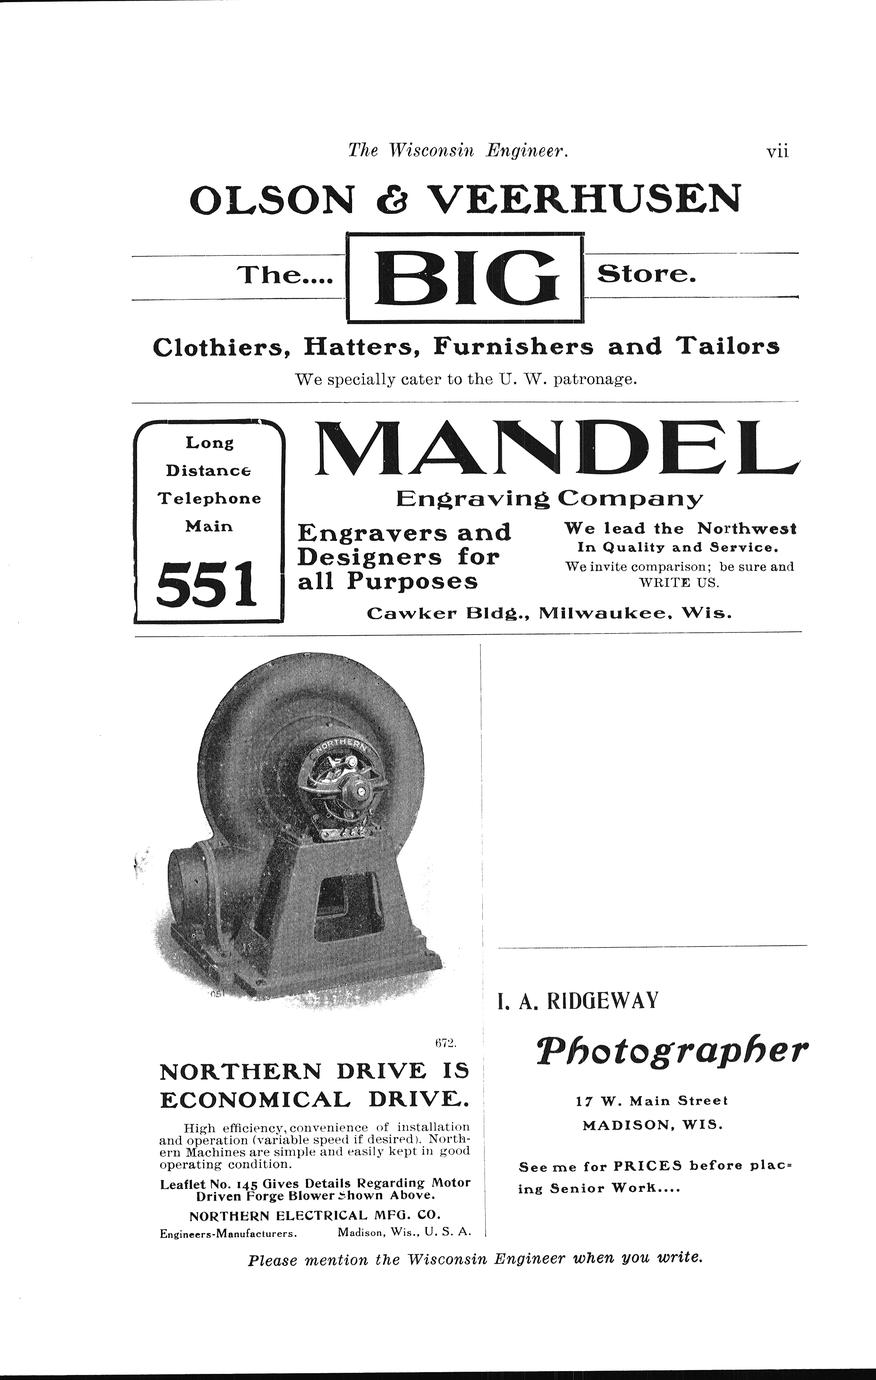 The Wisconsin Engineer. vii
OLSON & VEERHUSEN
The.... BIG Store.
Clothiers, Hatters, Furnishers and Tailors
We specially cater to the U. W. patronage.
Long
Distance
Telephone
Main
551
MANDEL
Engraving Company
Engravers and
Designers for
all Purposes
We lead the Northwest
In Quality and Service.
We invite comparison; be sure and
WRITE US.
Cawker Bldg., Milwaukee, Wis.
NORTHERN
672.
NORTHERN DRIVE IS
ECONOMICAL DRIVE.
High efficiency, convenience of installation
and operation (variable speed if desired). North-
ern Machines are simple and easily kept in good
operating condition.
Leaflet No. 145 Gives Details Regarding Motor
Driven Forge Blower Shown Above.
NORTHERN ELECTRICAL MFG. CO.
Engineers-Manufacturers. Madison, Wis., U. S. A.
I. A. RIDGEWAY
Photographer
17 W. Main Street
MADISON, WIS.
See me for PRICES before plac=
ing Senior Work....
Please mention the Wisconsin Engineer when you write.